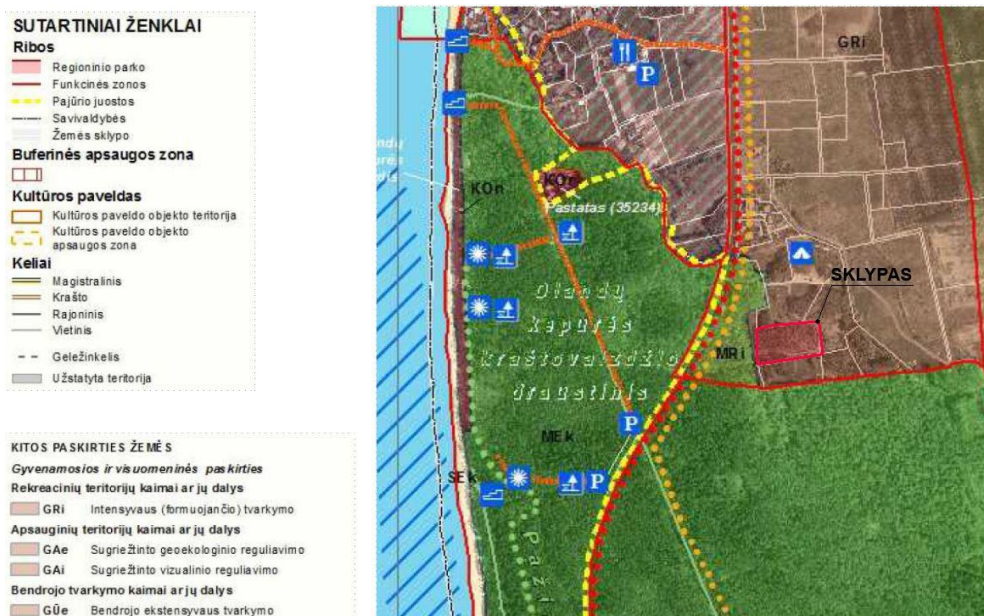 SUTARTINIAI ŽENKLAI
Ribos
Regioninio parko
Funkcinės zonos
Pajūrio juostos
Savivaldybės
Žemės sklypo
Buferinės apsaugos zona
Kultūros paveldas
Kultūros paveldo objekto teritorija
Kultūros paveldo objekto
apsaugos zona
Keliai
Magistralinis
Krašto
Rajoninis
Vietinis
Geležinkelis
Užstatyta teritorija
KITOS PASKIRTIES ŽEMĖS
Gyvenamosios ir visuomeninės paskirties
Rekreacinių teritorijų kaimai ar jų dalys
GRi Intensyvaus (formuojančio) tvarkymo
Apsauginių teritorijų kaimai ar jų dalys
GAe Sugriežtinto geoekologinio reguliavimo
GAi Sugriežtinto vizualinio reguliavimo
Bendrojo tvarkymo kaimai ar jų dalys
GŪe Bendrojo ekstensyvaus tvarkymo
GRi
P
KOn
Pastatas (35234)
SKLYPAS
Olandų
kepurės
kraštovaizdžio
draustinis
MRi
P
MEk
SEk
P